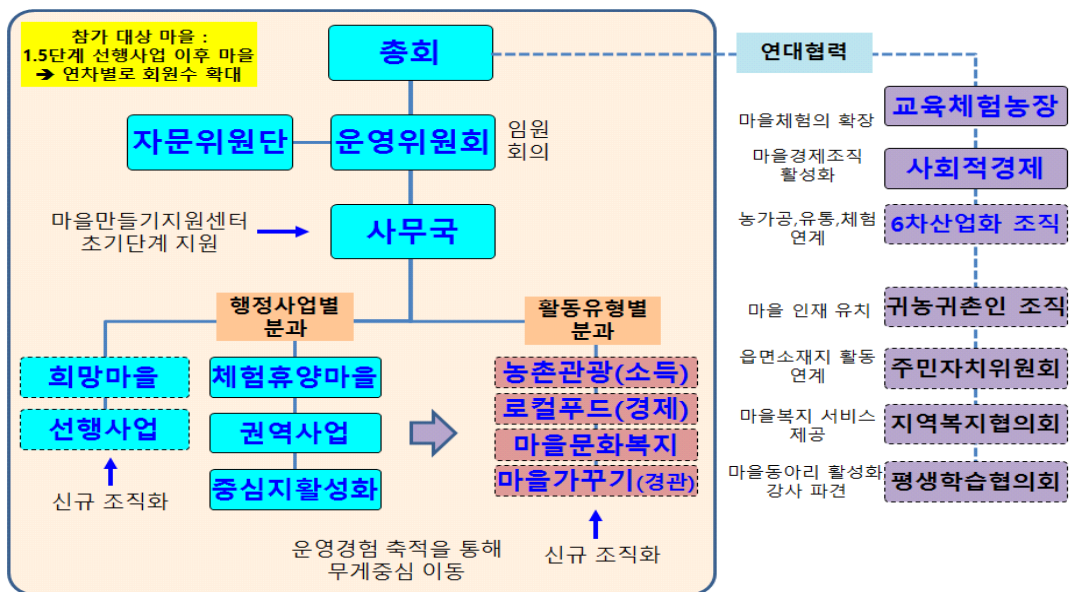 참가 대상 마을 :
1.5단계 선행사업 이후 마을
➔ 연차별로 회원수 확대
총회
연대협력
자문위원단
운영위원회
임원
회의
마을만들기지원센터
초기단계 지원
사무국
행정사업별
분과
활동유형별
분과
희망마을
선행사업
신규 조직화
체험휴양마을
권역사업
중심지활성화
농촌관광(소득)
로컬푸드(경제)
마을문화복지
마을가꾸기(경관)
신규 조직화
운영경험 축적을 통해
무게중심 이동
마을체험의 확장
교육체험농장
마을경제조직
활성화
사회적경제
농가공,유통,체험
연계
6차산업화 조직
마을 인재 유치
귀농귀촌인 조직
읍면소재지 활동
연계
주민자치위원회
마을복지 서비스
제공
지역복지협의회
마을동아리 활성화
강사 파견
평생학습협의회